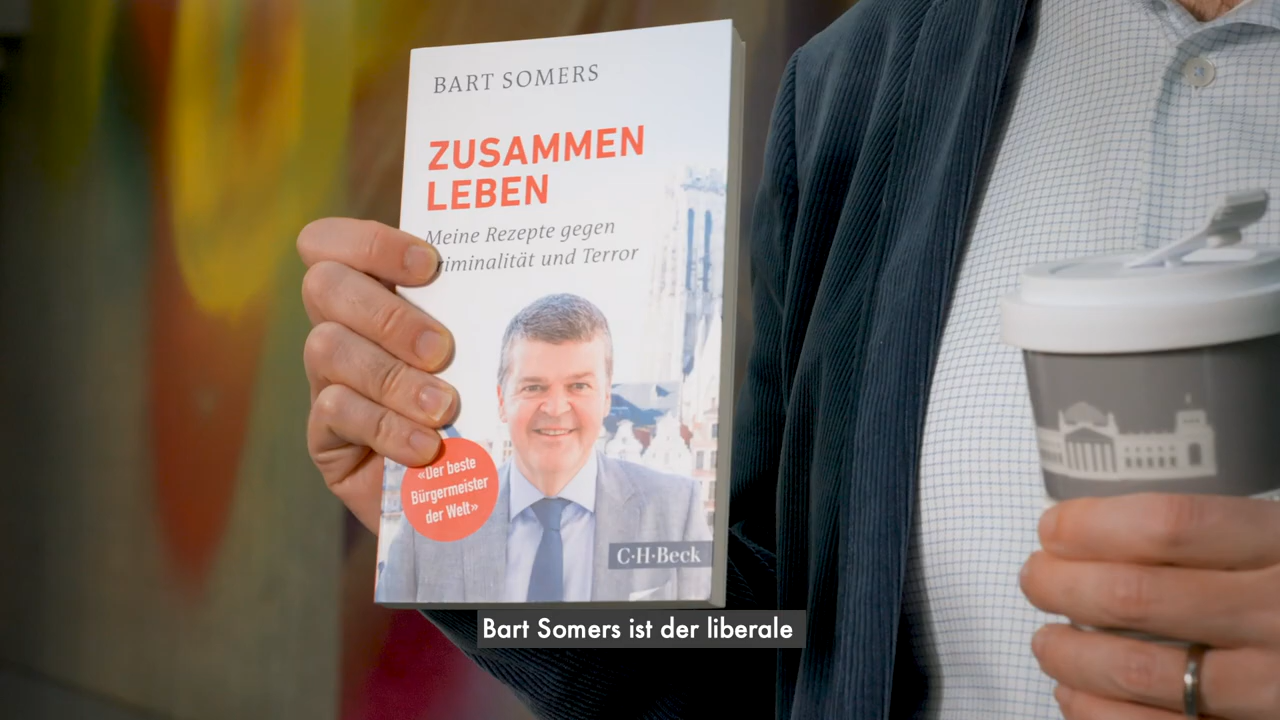 BART SOMERS
ZUSAMMEN
LEBEN
Meine Rezepte gegen
riminalität und Terror
«Der beste
Bürgermeister
der Welt»
C·H·Beck
Bart Somers ist der liberale